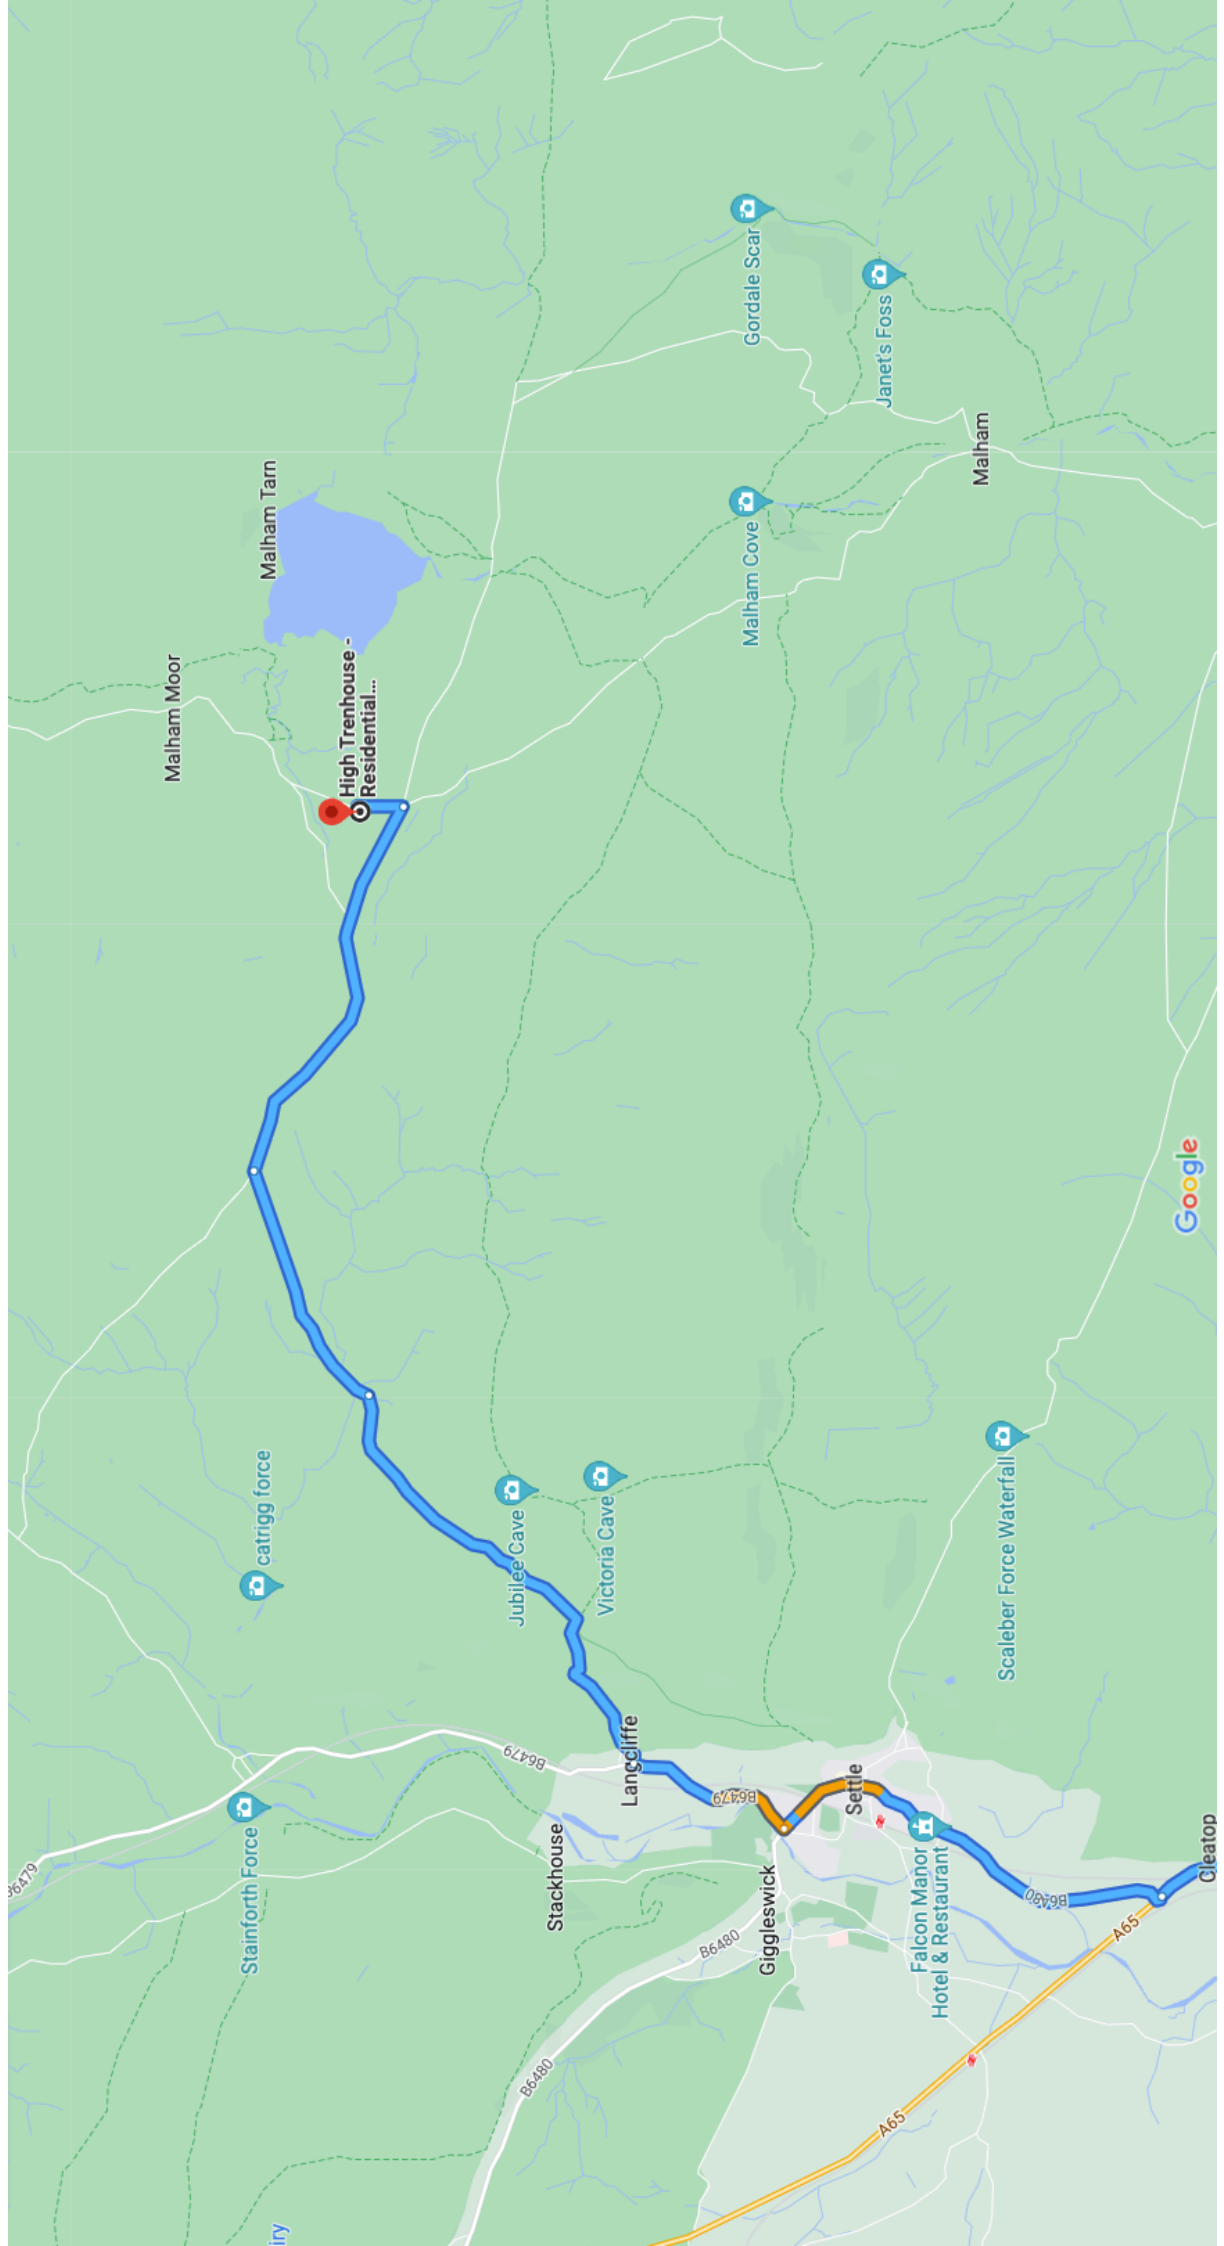 Malham Moor
Malham Tarn
High Trenhouse -
Residential...
Gordale Scar
Janet's Foss
Malham Cove
Malham
catrigg force
Jubilee Cave
Victoria Cave
Scaleber Force Waterfall
Stainforth Force
B6479
B6479
B6479
Langcliffe
Stackhouse
Settle
Giggleswick
Falcon Manor
Hotel & Restaurant
B6480
B6480
B6480
A65
A65
Cleatop
iry
Google